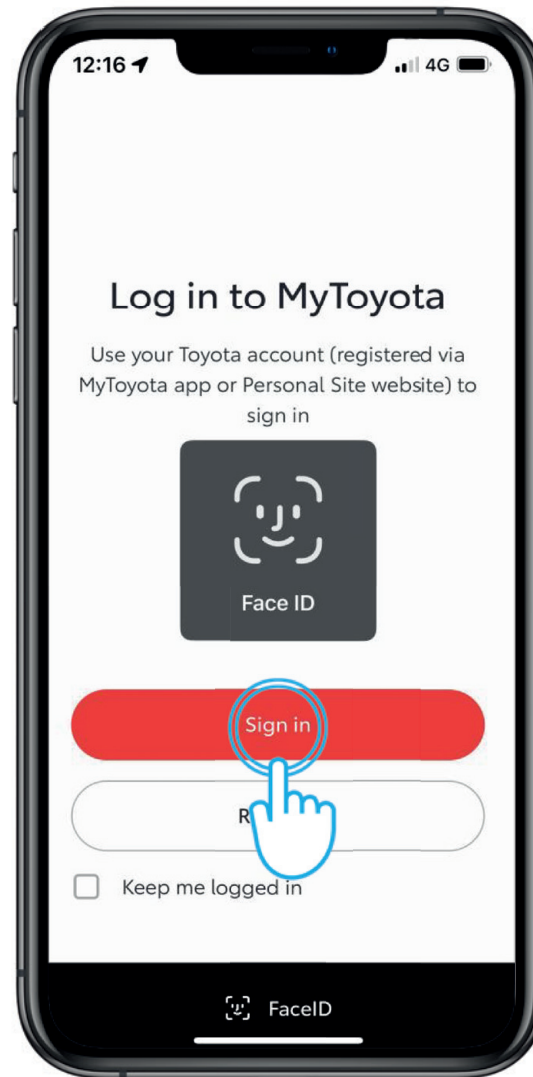 12:16
4G
Log in to MyToyota
Use your Toyota account (registered via
MyToyota app or Personal Site website) to
sign in
Face ID
Sign in
Keep me logged in
FaceID